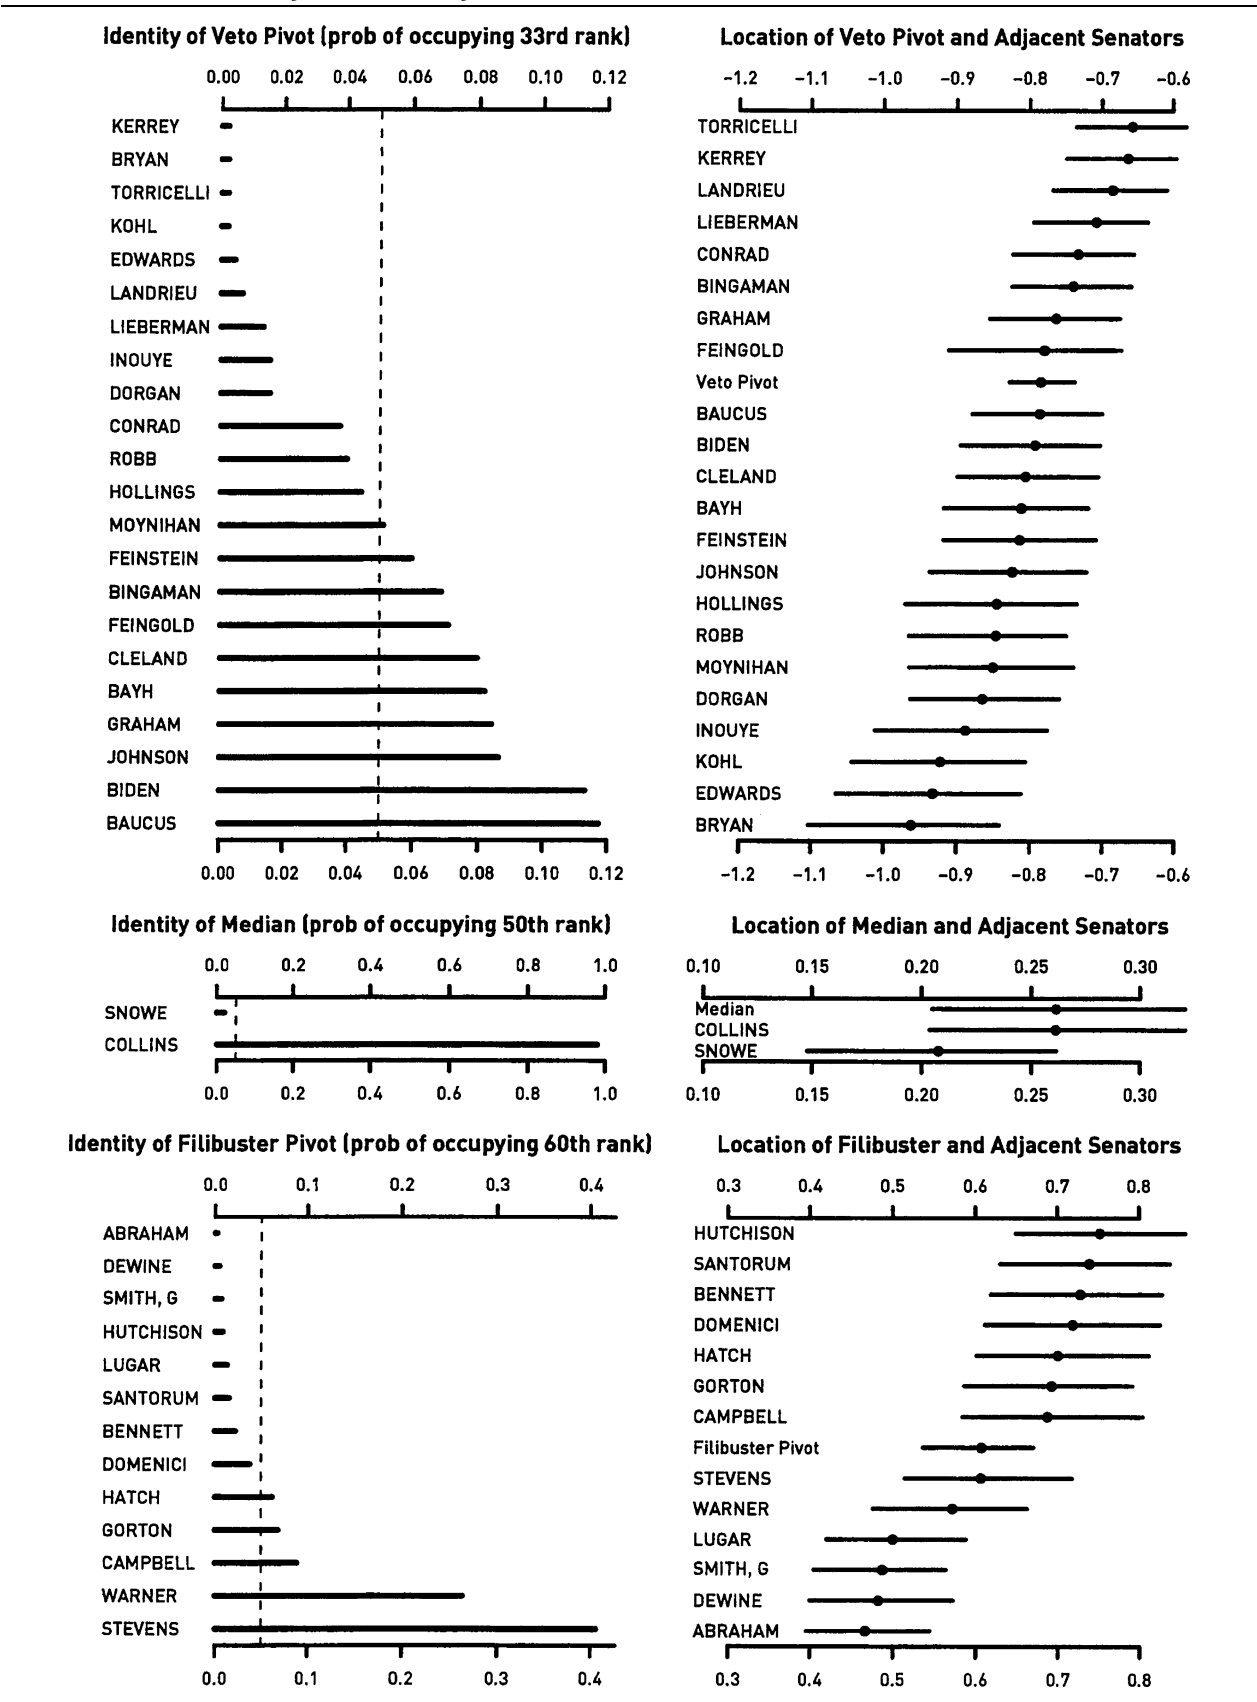 Identity of Veto Pivot (prob of occupying 33rd rank)
0.00 0.02 0.04 0.06 0.08 0.10 0.12
KERREY
BRYAN
TORRICELLI
KOHL
EDWARDS
LANDRIEU
LIEBERMAN
INOUYE
DORGAN
CONRAD
ROBB
HOLLINGS
MOYNIHAN
FEINSTEIN
BINGAMAN
FEINGOLD
CLELAND
BAYH
GRAHAM
JOHNSON
BIDEN
BAUCUS
0.00 0.02 0.04 0.06 0.08 0.10 0.12
Location of Veto Pivot and Adjacent Senators
-1.2 -1.1 -1.0 -0.9 -0.8 -0.7 -0.6
TORRICELLI
KERREY
LANDRIEU
LIEBERMAN
CONRAD
BINGAMAN
GRAHAM
FEINGOLD
Veto Pivot
BAUCUS
BIDEN
CLELAND
BAYH
FEINSTEIN
JOHNSON
HOLLINGS
ROBB
MOYNIHAN
DORGAN
INOUYE
KOHL
EDWARDS
BRYAN
-1.2 -1.1 -1.0 -0.9 -0.8 -0.7 -0.6
Identity of Median (prob of occupying 50th rank)
0.0 0.2 0.4 0.6 0.8 1.0
SNOWE
COLLINS
0.0 0.2 0.4 0.6 0.8 1.0
Location of Median and Adjacent Senators
0.10 0.15 0.20 0.25 0.30
Median
COLLINS
SNOWE
0.10 0.15 0.20 0.25 0.30
Identity of Filibuster Pivot (prob of occupying 60th rank)
0.0 0.1 0.2 0.3 0.4
ABRAHAM
DEWINE
SMITH, G
HUTCHISON
LUGAR
SANTORUM
BENNETT
DOMENICI
HATCH
GORTON
CAMPBELL
WARNER
STEVENS
0.0 0.1 0.2 0.3 0.4
Location of Filibuster and Adjacent Senators
0.3 0.4 0.5 0.6 0.7 0.8
HUTCHISON
SANTORUM
BENNETT
DOMENICI
HATCH
GORTON
CAMPBELL
Filibuster Pivot
STEVENS
WARNER
LUGAR
SMITH, G
DEWINE
ABRAHAM
0.3 0.4 0.5 0.6 0.7 0.8